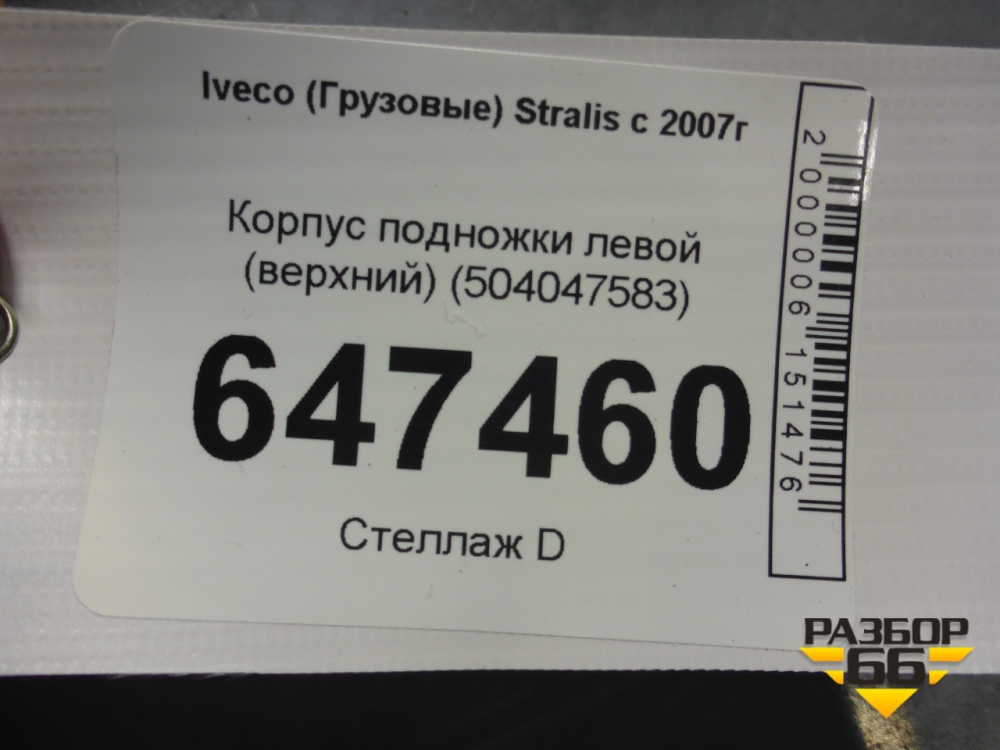 Iveco (Грузовые) Stralis с 2007г
Корпус подножки левой
(верхний) (504047583)
647460
Стеллаж D
2000006151476
РАЗБОР
66